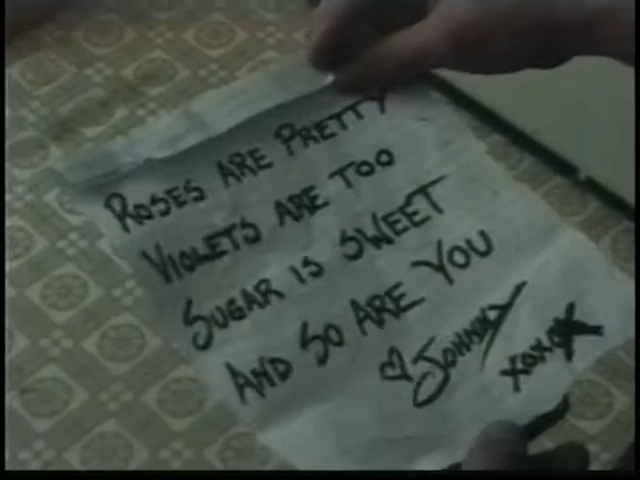 ROSES ARE PRETTY
VIOLETS ARE TOO
SUGAR IS SWEET
AND SO ARE YOU
♡ JOHNNY
XOXOX